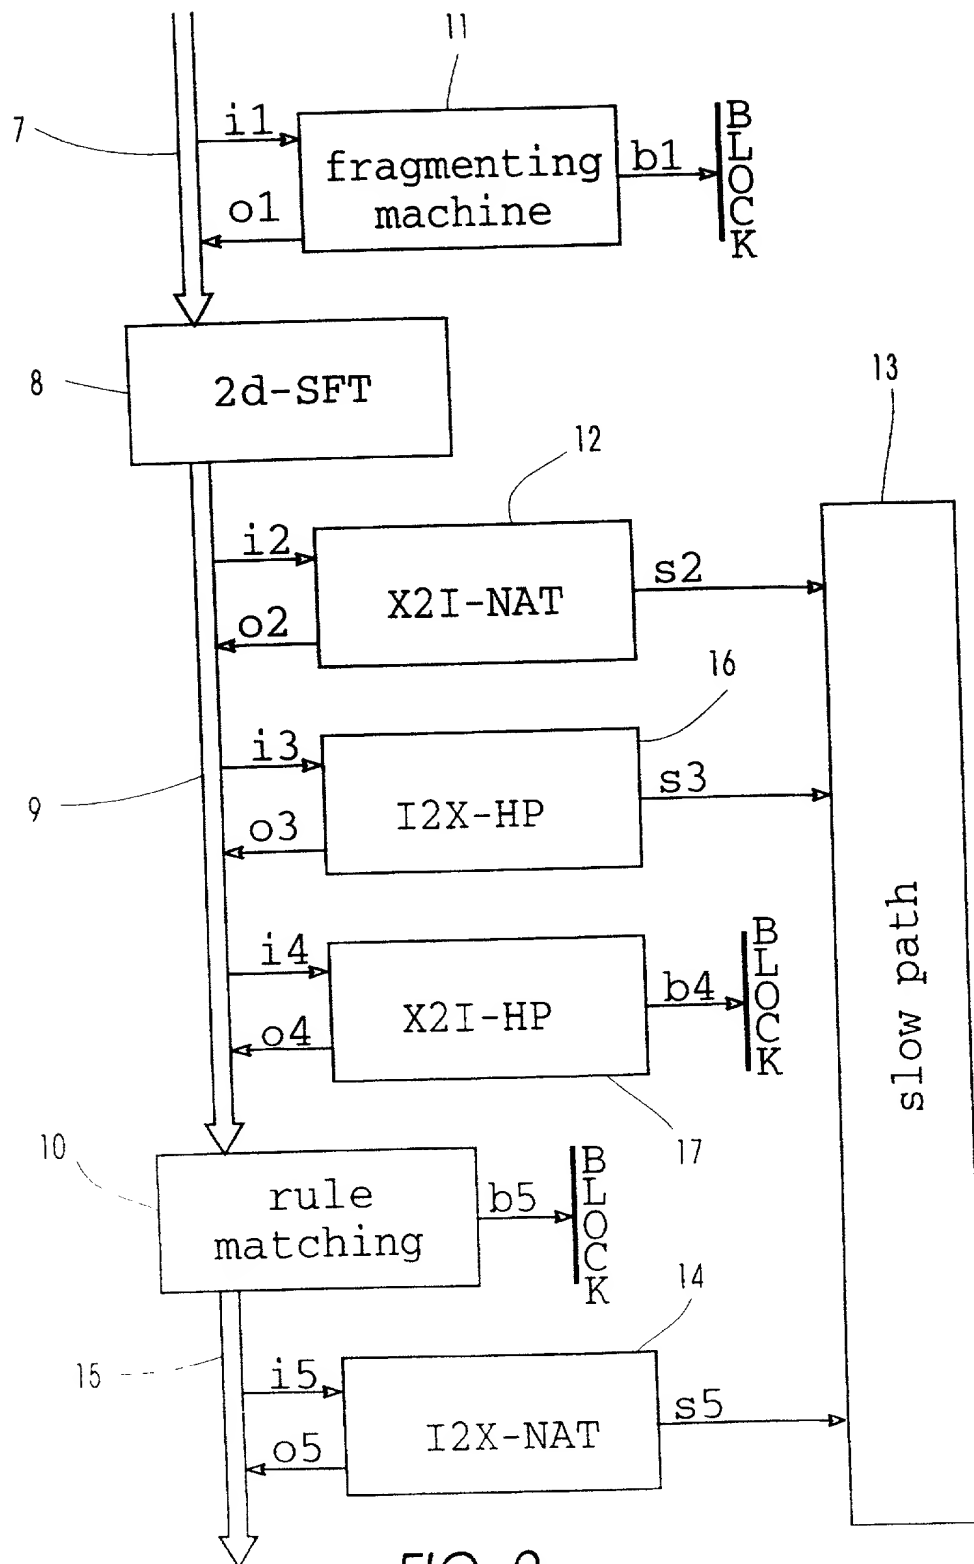 11
7
i1
fragmenting
machine
b1
BLOCK
o1
8
2d-SFT
13
12
i2
X2I-NAT
s2
o2
16
i3
I2X-HP
s3
9
o3
i4
X2I-HP
b4
BLOCK
o4
slow path
17
10
rule
matching
b5
BLOCK
14
15
i5
I2X-NAT
s5
o5